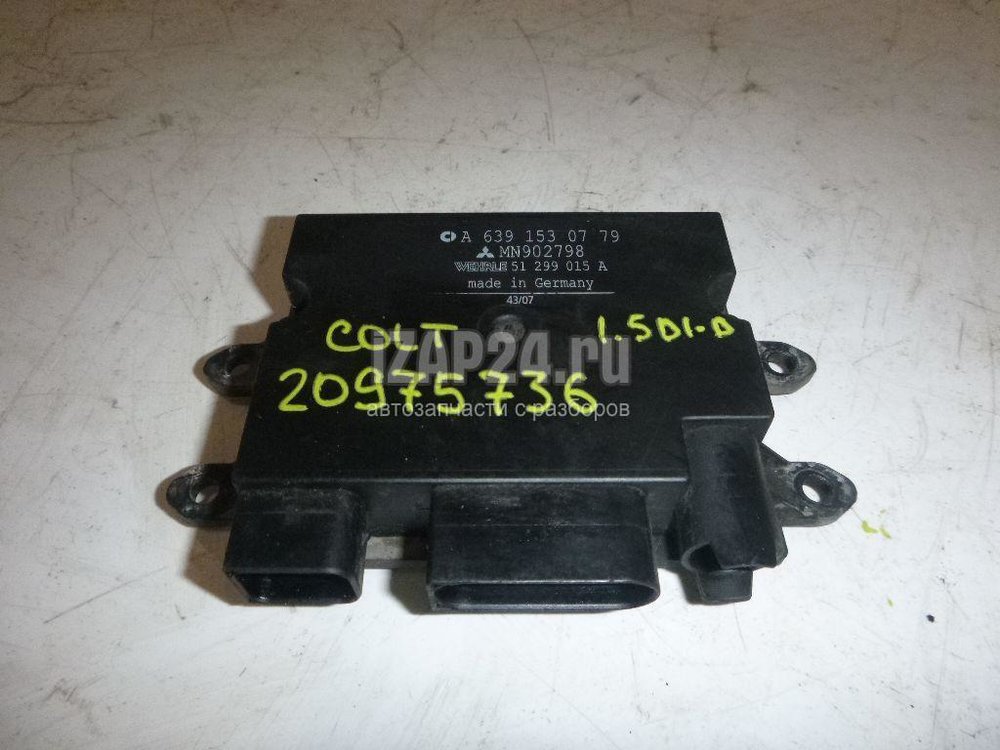 A 639 153 07 79
MN902798
WEHRLE 51 299 015 A
made in Germany
43/07
COLT 1.5DI-D
iZAP24.ru
20975736
автозапчасти с разборов